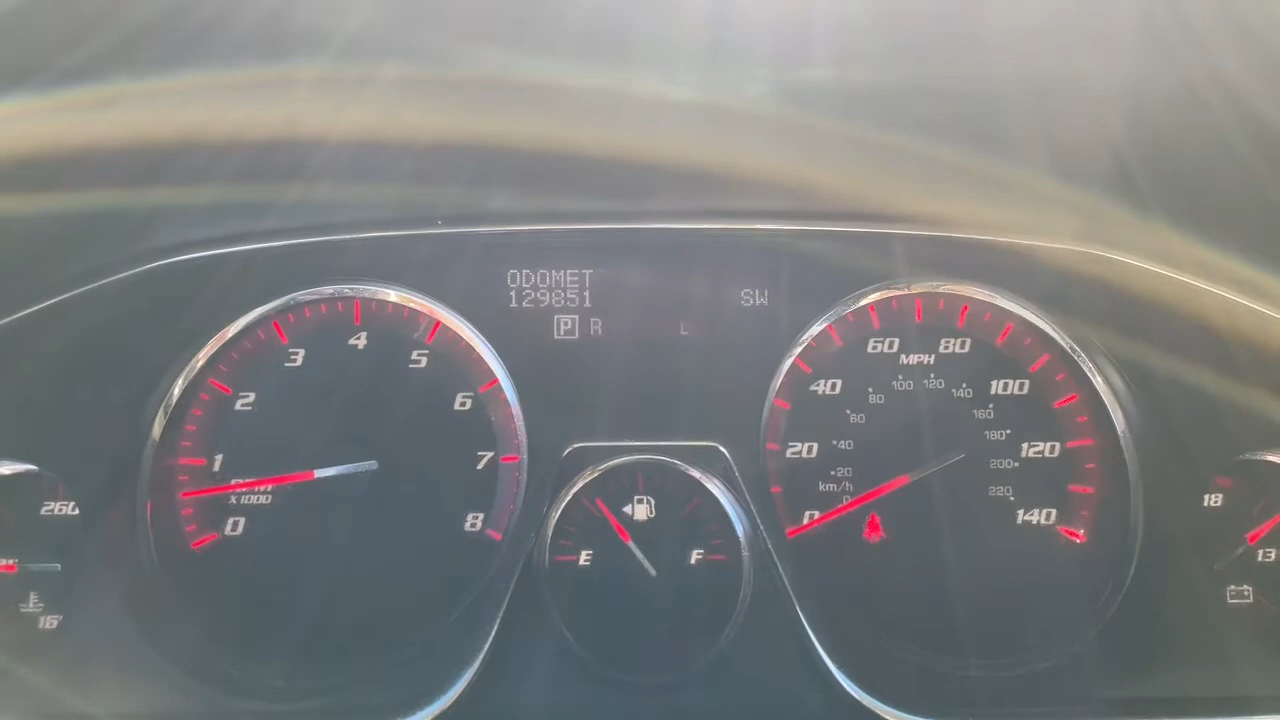 ODOMET
129851
SW
P R L
0 1 2 3 4 5 6 7 8
X1000
E F
0 20 40 60 80 100 120 140
MPH
km/h
0 20 40 60 80 100 120 140 160 180 200 220
260
18
13